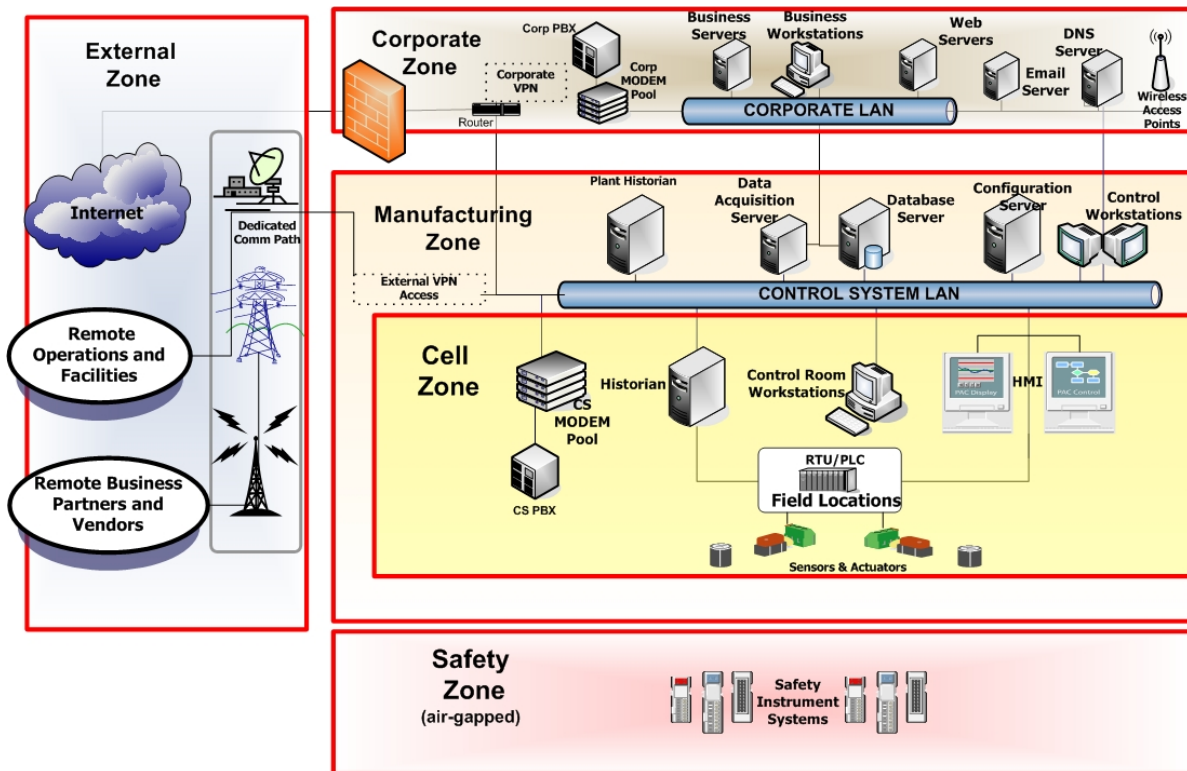 External
Zone
Internet
Dedicated
Comm Path
Remote
Operations and
Facilities
Remote Business
Partners and
Vendors
Corporate
Zone
Corp PBX
Corporate
VPN
Router
Corp
MODEM
Pool
Business
Servers
Business
Workstations
Web
Servers
Email
Server
DNS
Server
Wireless
Access
Points
CORPORATE LAN
Manufacturing
Zone
Plant Historian
Data
Acquisition
Server
Database
Server
Configuration
Server
Control
Workstations
External VPN
Access
CONTROL SYSTEM LAN
Cell
Zone
CS
MODEM
Pool
CS PBX
Historian
Control Room
Workstations
PAC Display
HMI
PAC Control
RTU/PLC
Field Locations
Sensors & Actuators
Safety
Zone
(air-gapped)
Safety
Instrument
Systems